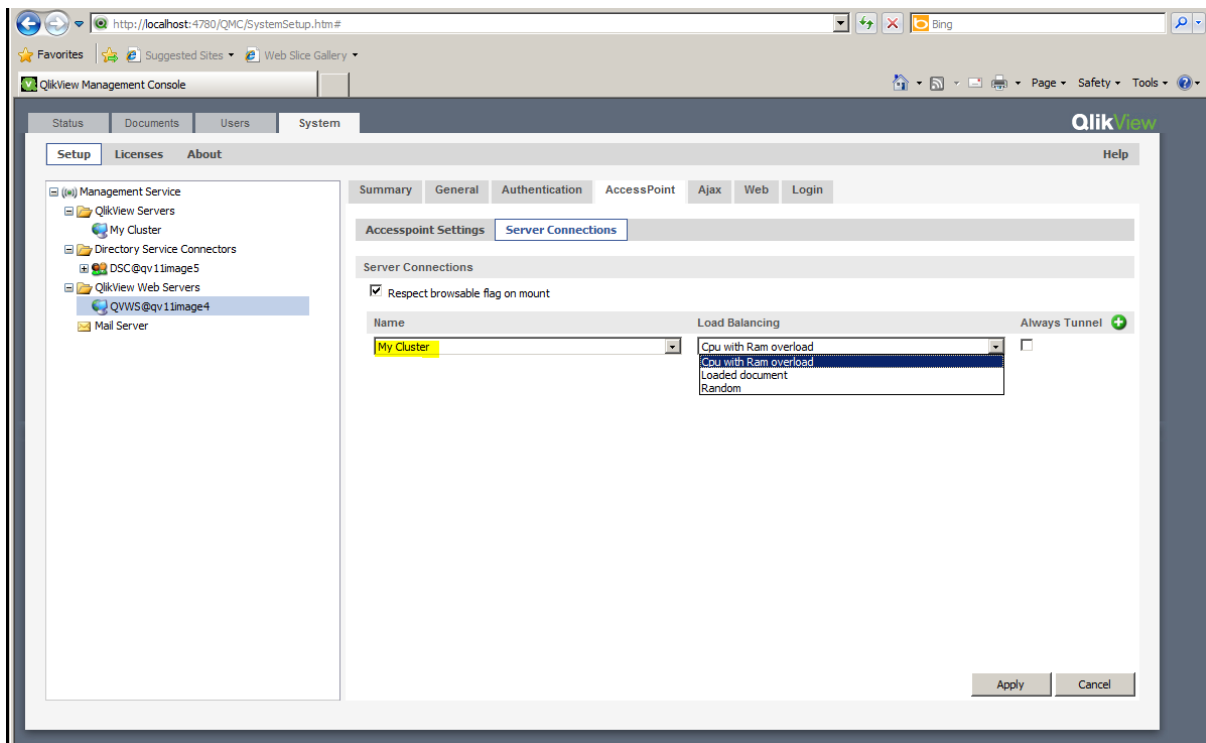 http://localhost:4780/QMC/SystemSetup.htm#
Bing
Favorites Suggested Sites Web Slice Gallery
QlikView Management Console
Page Safety Tools
Status Documents Users System
QlikView
Setup Licenses About Help
Management Service
QlikView Servers
My Cluster
Directory Service Connectors
DSC@qv11image5
QlikView Web Servers
QVWS@qv11image4
Mail Server
Summary General Authentication AccessPoint Ajax Web Login
Accesspoint Settings Server Connections
Server Connections
Respect browsable flag on mount
Name Load Balancing Always Tunnel
My Cluster Cpu with Ram overload
Cpu with Ram overload
Loaded document
Random
Apply Cancel